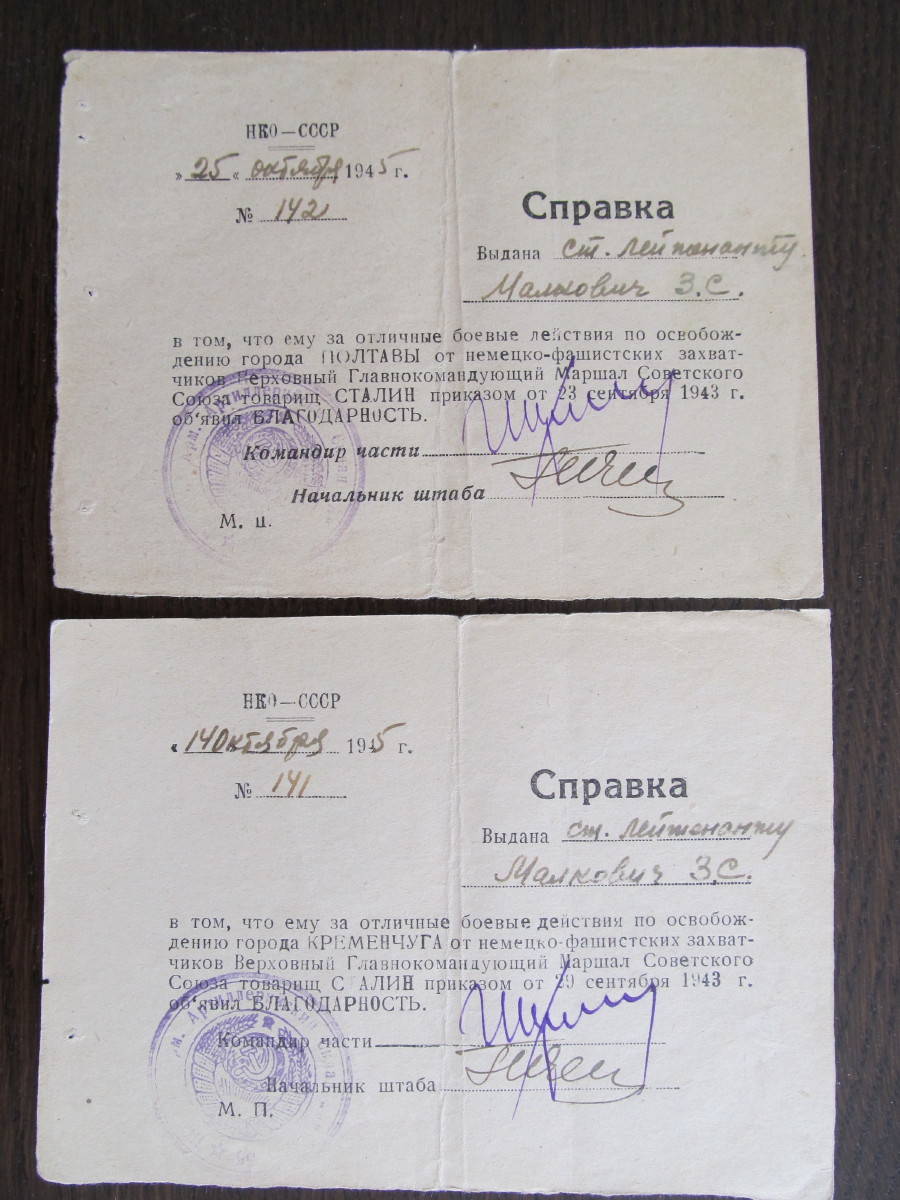 НКО—СССР
»25« октября 1945 г.
№ 142
Справка
Выдана ст. лейтенанту
Малкович З.С.
в том, что ему за отличные боевые действия по освобож-
дению города ПОЛТАВЫ от немецко-фашистских захват-
чиков Верховный Главнокомандующий Маршал Советского
Союза товарищ СТАЛИН приказом от 23 сентября 1943 г.
об'явил БЛАГОДАРНОСТЬ.
Командир части
Начальник штаба
М. п.
НКО—СССР
«14 октября 1945 г.
№ 141
Справка
Выдана ст. лейтенанту
Малкович З.С.
в том, что ему за отличные боевые действия по освобож-
дению города КРЕМЕНЧУГА от немецко-фашистских захват-
чиков Верховный Главнокомандующий Маршал Советского
Союза товарищ СТАЛИН приказом от 29 сентября 1943 г.
об'явил БЛАГОДАРНОСТЬ.
Командир части
Начальник штаба
М. П.